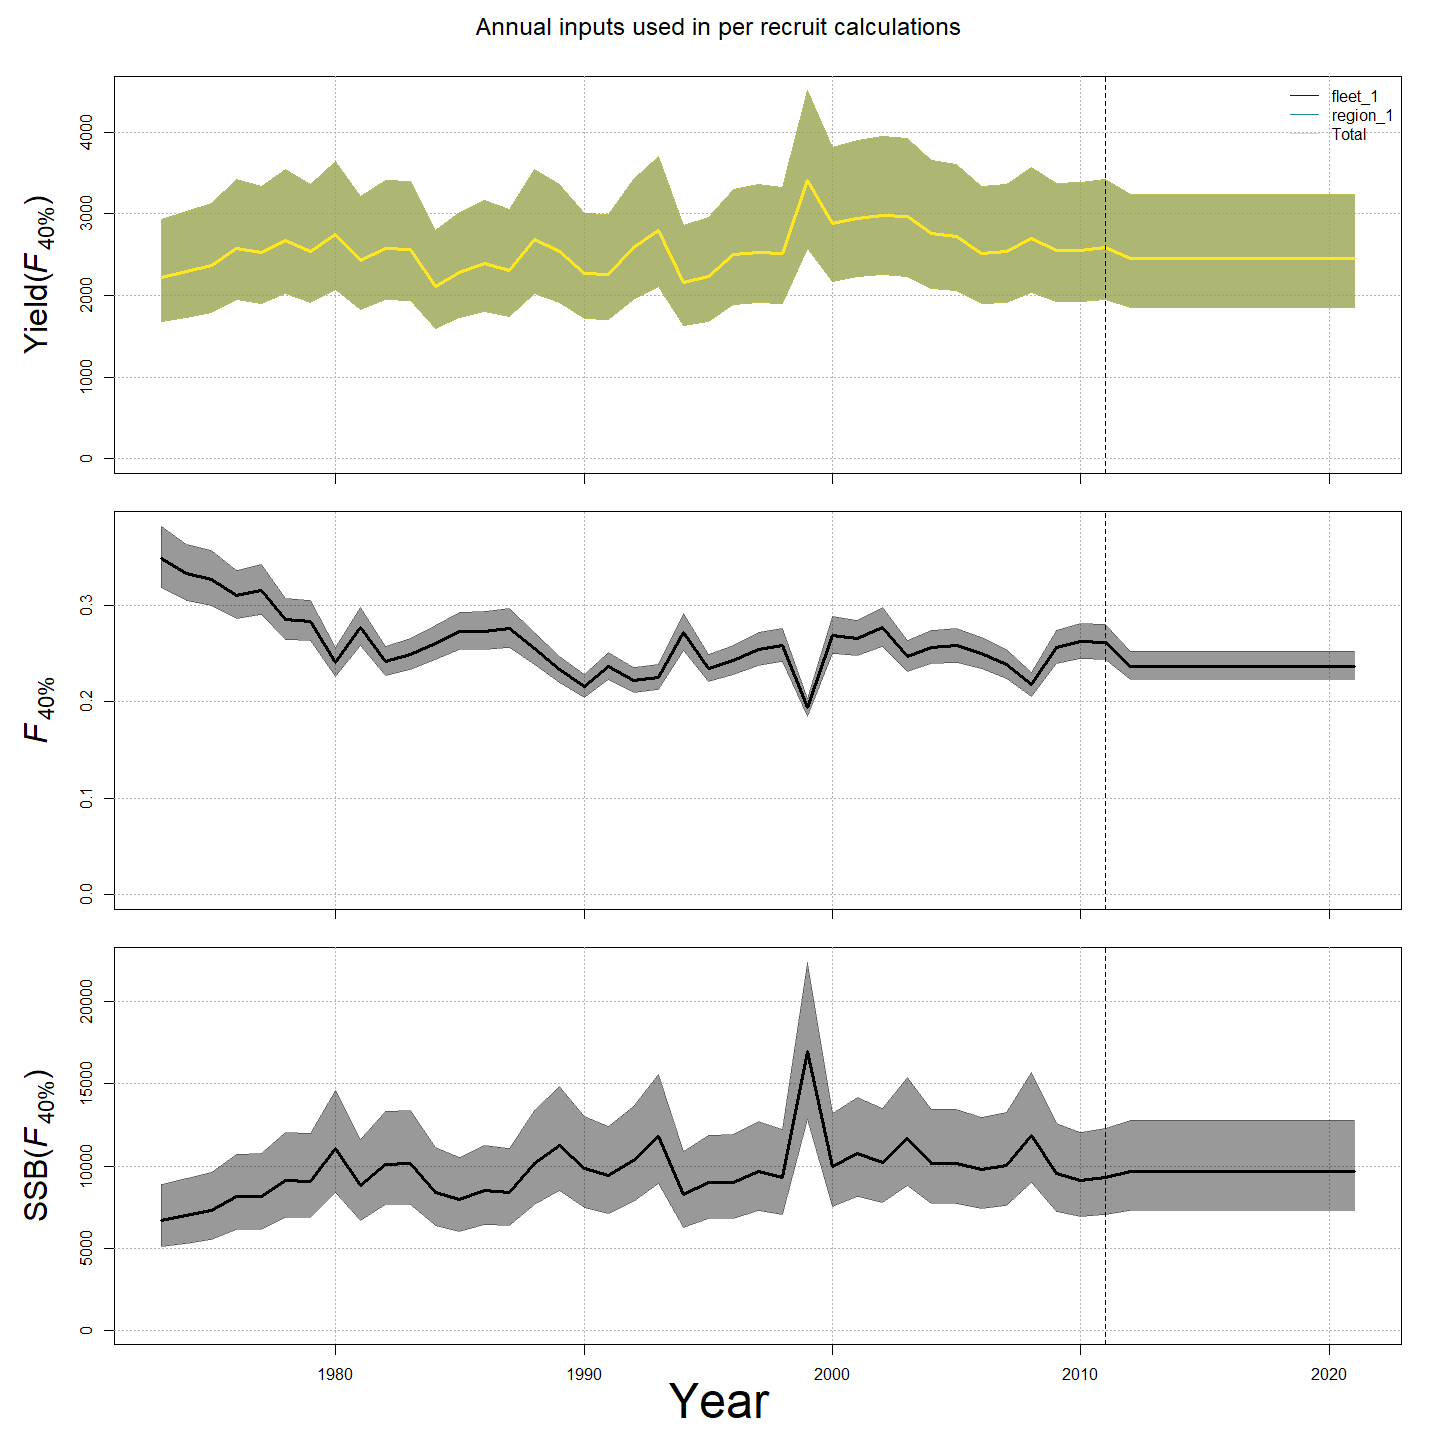 Annual inputs used in per recruit calculations
Yield(F40%)
4000
3000
2000
1000
0
fleet_1
region_1
Total
F40%
0.3
0.2
0.1
0.0
SSB(F40%)
20000
15000
10000
5000
0
1980 1990 2000 2010 2020
Year